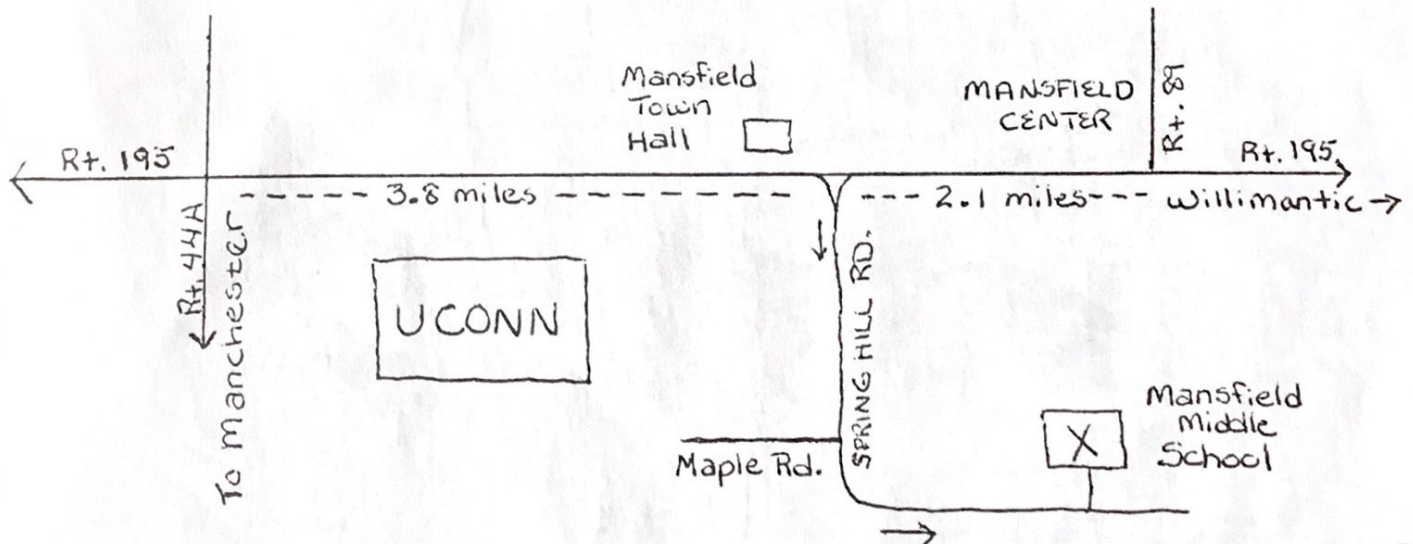 Mansfield
Town
Hall
MANSFIELD
CENTER
Rt. 89
Rt. 195
Rt. 195
3.8 miles
2.1 miles
Willimantic
Rt. 44A
To Manchester
UCONN
SPRING HILL RD.
Maple Rd.
X
Mansfield
Middle
School